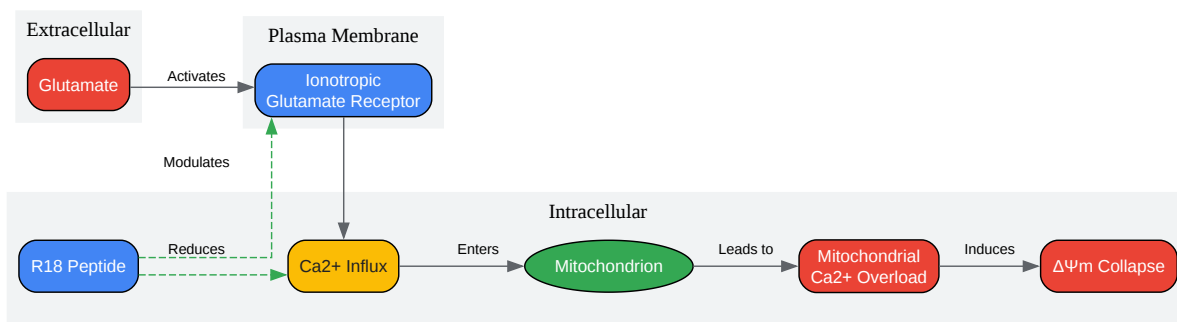 Extracellular
Plasma Membrane
Glutamate
Activates
Ionotropic
Glutamate Receptor
Modulates
Intracellular
R18 Peptide
Reduces
Ca2+ Influx
Enters
Mitochondrion
Leads to
Mitochondrial
Ca2+ Overload
Induces
ΔΨm Collapse